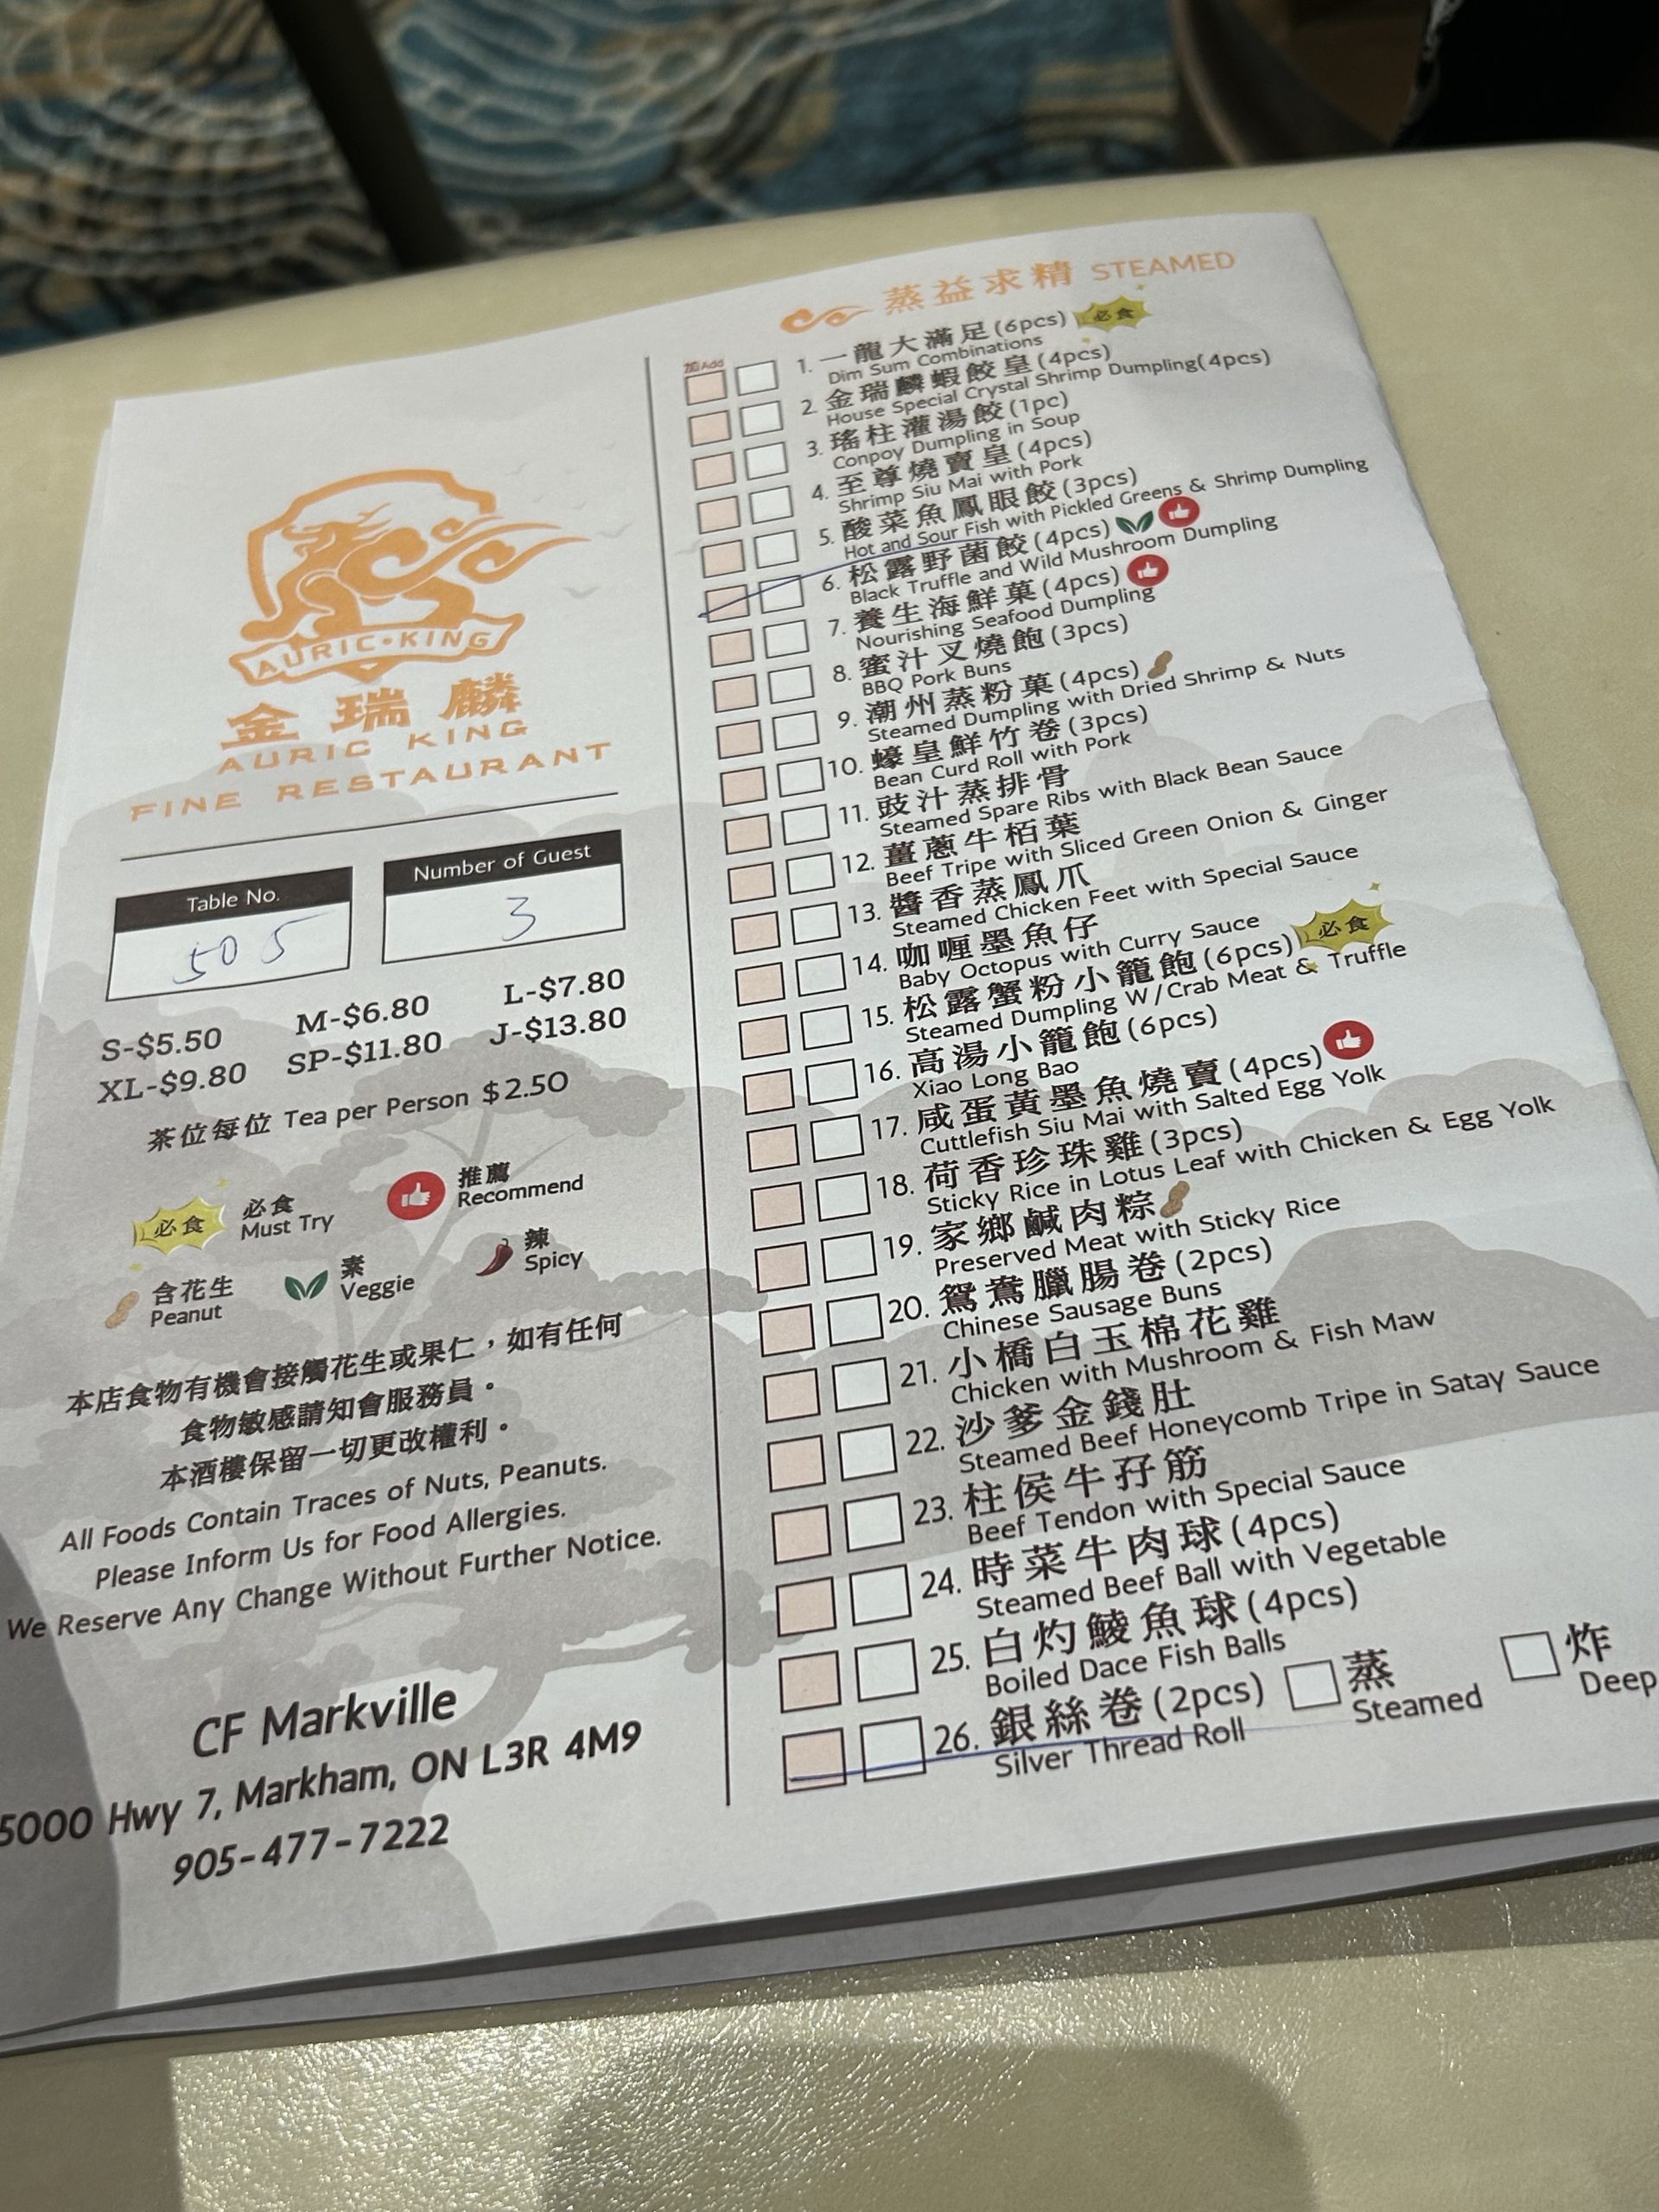 AURIC·KING
金瑞麟
AURIC KING
FINE RESTAURANT
Table No.
505
Number of Guest
3
S-$5.50 M-$6.80 L-$7.80
XL-$9.80 SP-$11.80 J-$13.80
茶位每位 Tea per Person $2.50
必食 必食
Must Try
推薦
Recommend
含花生
Peanut
素
Veggie
辣
Spicy
本店食物有機會接觸花生或果仁，如有任何
食物敏感請知會服務員。
本酒樓保留一切更改權利。
All Foods Contain Traces of Nuts, Peanuts.
Please Inform Us for Food Allergies.
We Reserve Any Change Without Further Notice.
CF Markville
5000 Hwy 7, Markham, ON L3R 4M9
905-477-7222
蒸益求精 STEAMED
加Add
1. 一龍大滿足(6pcs) 必食
Dim Sum Combinations
2. 金瑞麟蝦餃皇(4pcs)
House Special Crystal Shrimp Dumpling(4pcs)
3. 瑤柱灌湯餃(1pc)
Conpoy Dumpling in Soup
4. 至尊燒賣皇(4pcs)
Shrimp Siu Mai with Pork
5. 酸菜魚鳳眼餃(3pcs)
Hot and Sour Fish with Pickled Greens & Shrimp Dumpling
6. 松露野菌餃(4pcs)
Black Truffle and Wild Mushroom Dumpling
7. 養生海鮮菓(4pcs)
Nourishing Seafood Dumpling
8. 蜜汁叉燒飽(3pcs)
BBQ Pork Buns
9. 潮州蒸粉菓(4pcs)
Steamed Dumpling with Dried Shrimp & Nuts
10. 蠔皇鮮竹卷(3pcs)
Bean Curd Roll with Pork
11. 豉汁蒸排骨
Steamed Spare Ribs with Black Bean Sauce
12. 薑蔥牛栢葉
Beef Tripe with Sliced Green Onion & Ginger
13. 醬香蒸鳳爪
Steamed Chicken Feet with Special Sauce
14. 咖喱墨魚仔
Baby Octopus with Curry Sauce
15. 松露蟹粉小籠飽(6pcs) 必食
Steamed Dumpling W/Crab Meat & Truffle
16. 高湯小籠飽(6pcs)
Xiao Long Bao
17. 咸蛋黃墨魚燒賣(4pcs)
Cuttlefish Siu Mai with Salted Egg Yolk
18. 荷香珍珠雞(3pcs)
Sticky Rice in Lotus Leaf with Chicken & Egg Yolk
19. 家鄉鹹肉粽
Preserved Meat with Sticky Rice
20. 鴛鴦臘腸卷(2pcs)
Chinese Sausage Buns
21. 小橋白玉棉花雞
Chicken with Mushroom & Fish Maw
22. 沙爹金錢肚
Steamed Beef Honeycomb Tripe in Satay Sauce
23. 柱侯牛孖筋
Beef Tendon with Special Sauce
24. 時菜牛肉球(4pcs)
Steamed Beef Ball with Vegetable
25. 白灼鯪魚球(4pcs)
Boiled Dace Fish Balls
26. 銀絲卷(2pcs) 蒸 炸
Silver Thread Roll Steamed Deep